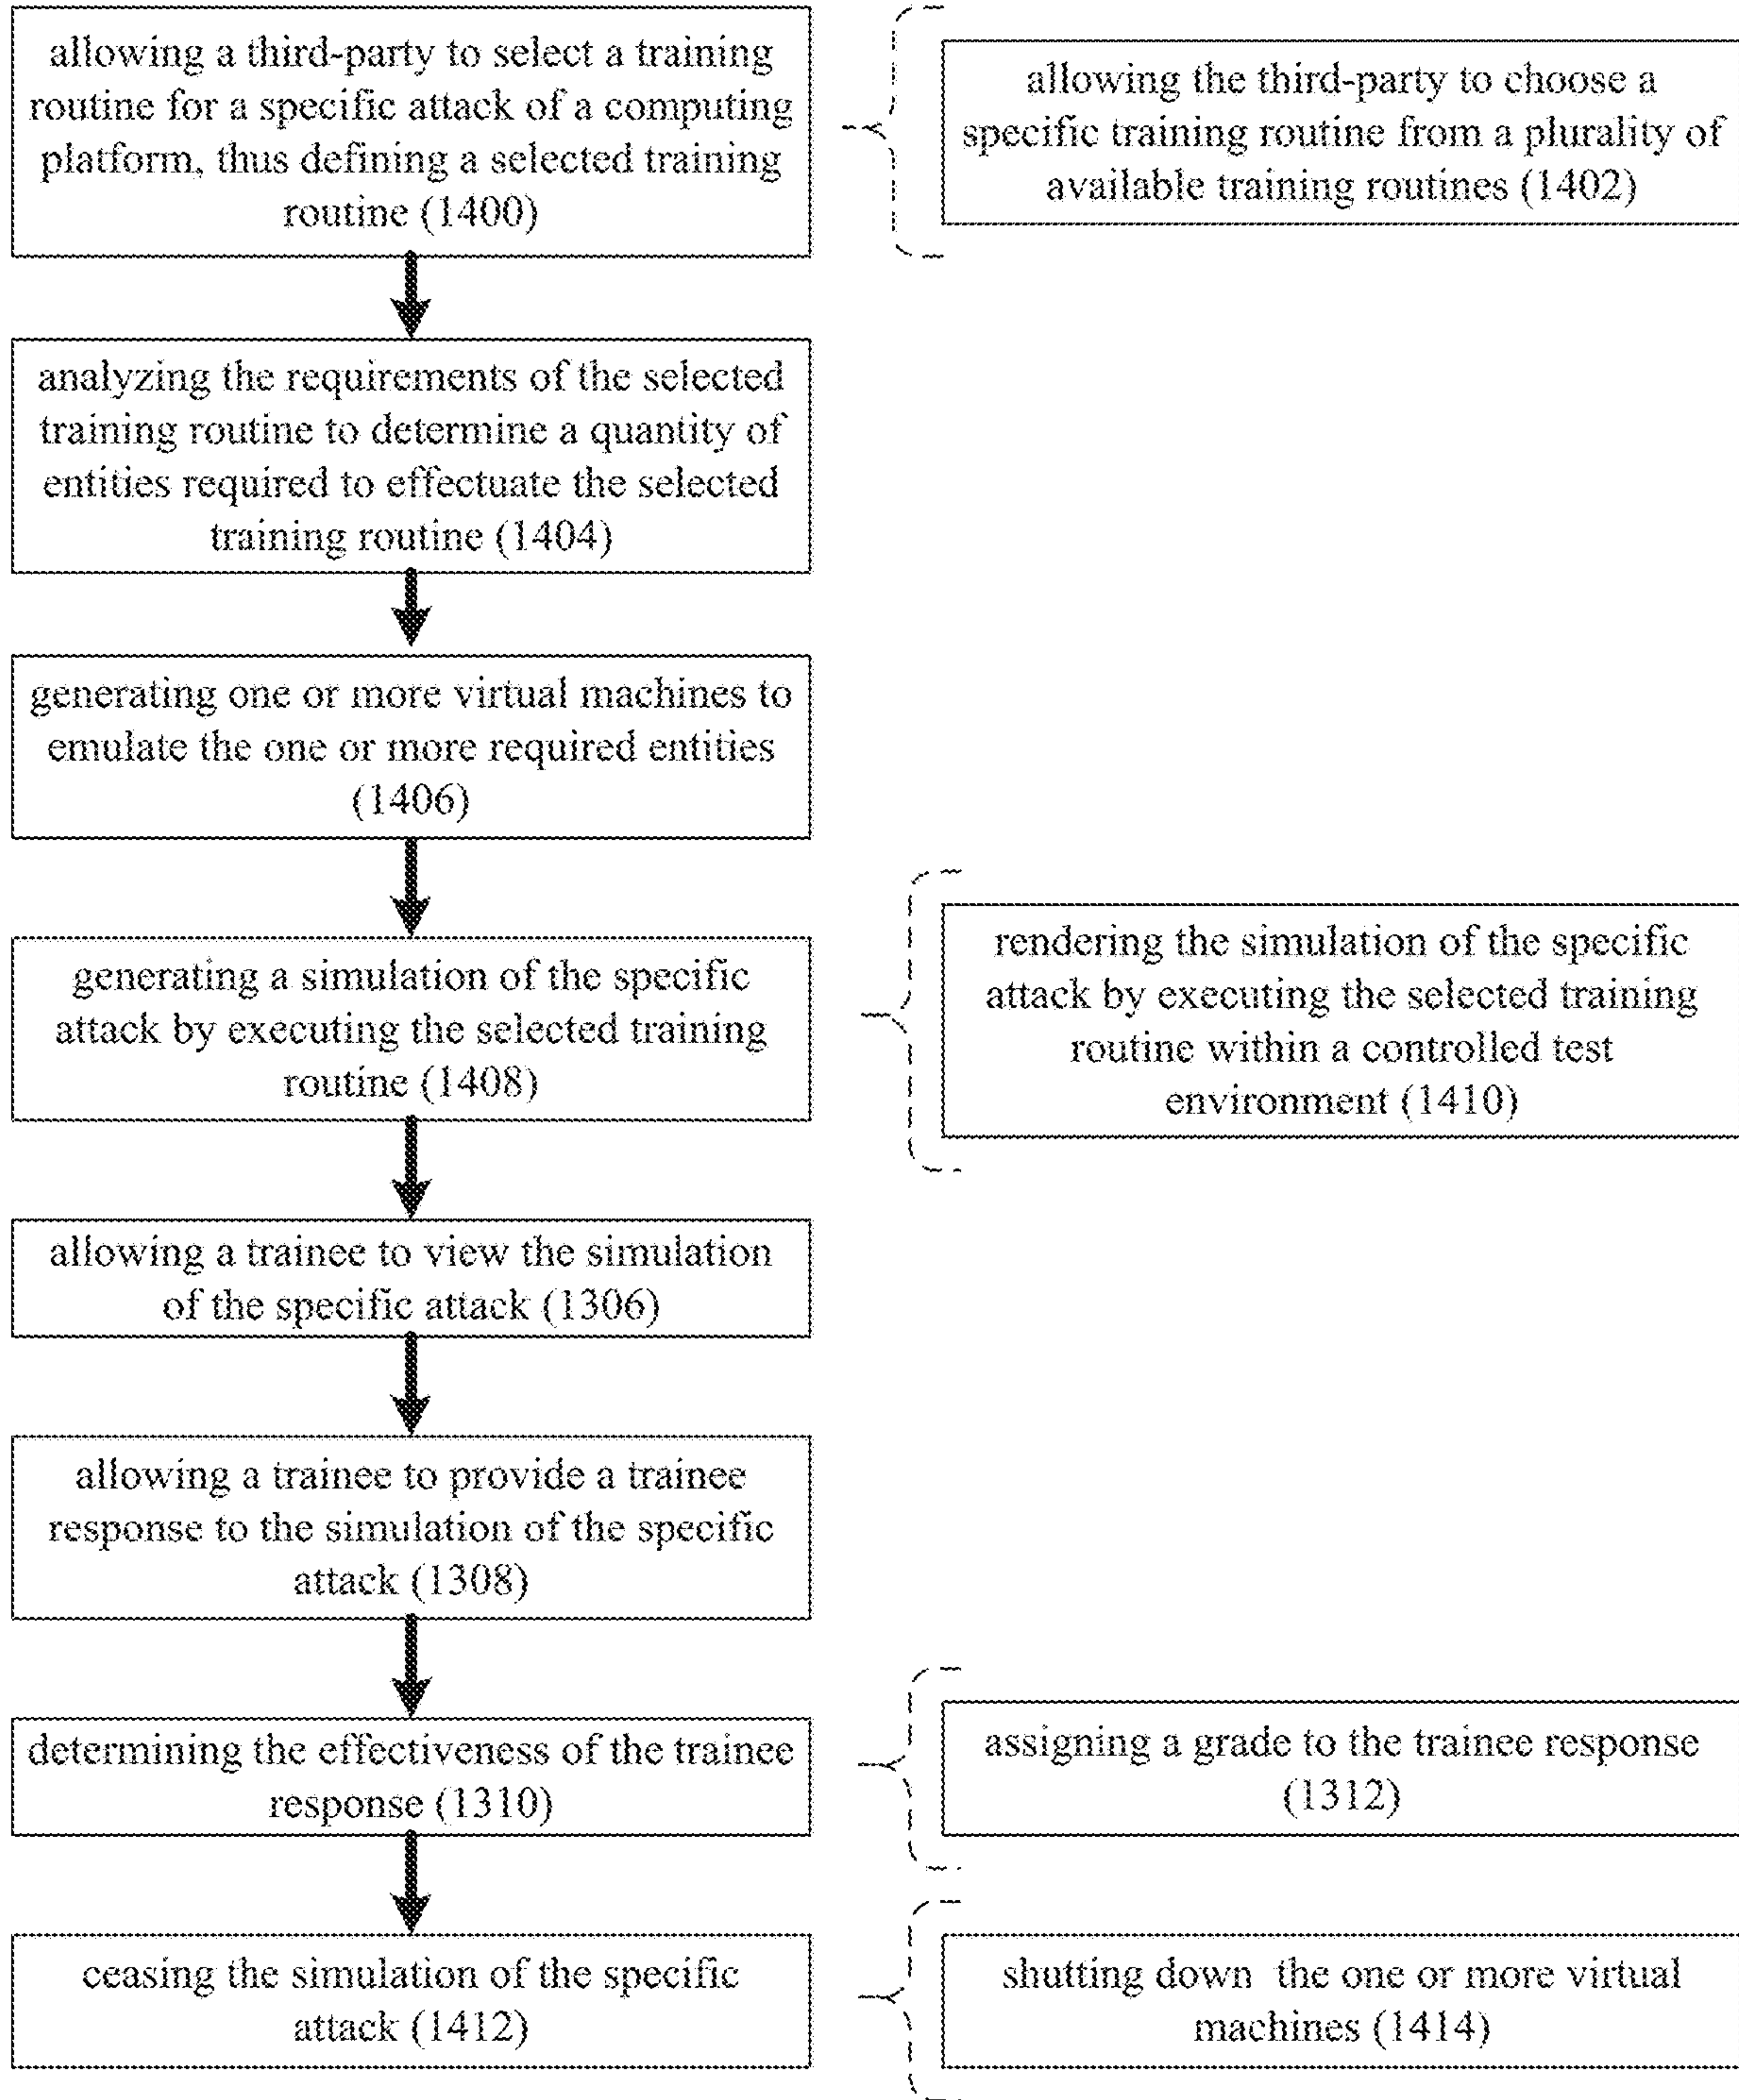 allowing a third-party to select a training
routine for a specific attack of a computing
platform, thus defining a selected training
routine (1400)
allowing the third-party to choose a
specific training routine from a plurality of
available training routines (1402)
analyzing the requirements of the selected
training routine to determine a quantity of
entities required to effectuate the selected
training routine (1404)
generating one or more virtual machines to
emulate the one or more required entities
(1406)
generating a simulation of the specific
attack by executing the selected training
routine (1408)
rendering the simulation of the specific
attack by executing the selected training
routine within a controlled test
environment (1410)
allowing a trainee to view the simulation
of the specific attack (1306)
allowing a trainee to provide a trainee
response to the simulation of the specific
attack (1308)
determining the effectiveness of the trainee
response (1310)
assigning a grade to the trainee response
(1312)
ceasing the simulation of the specific
attack (1412)
shutting down the one or more virtual
machines (1414)